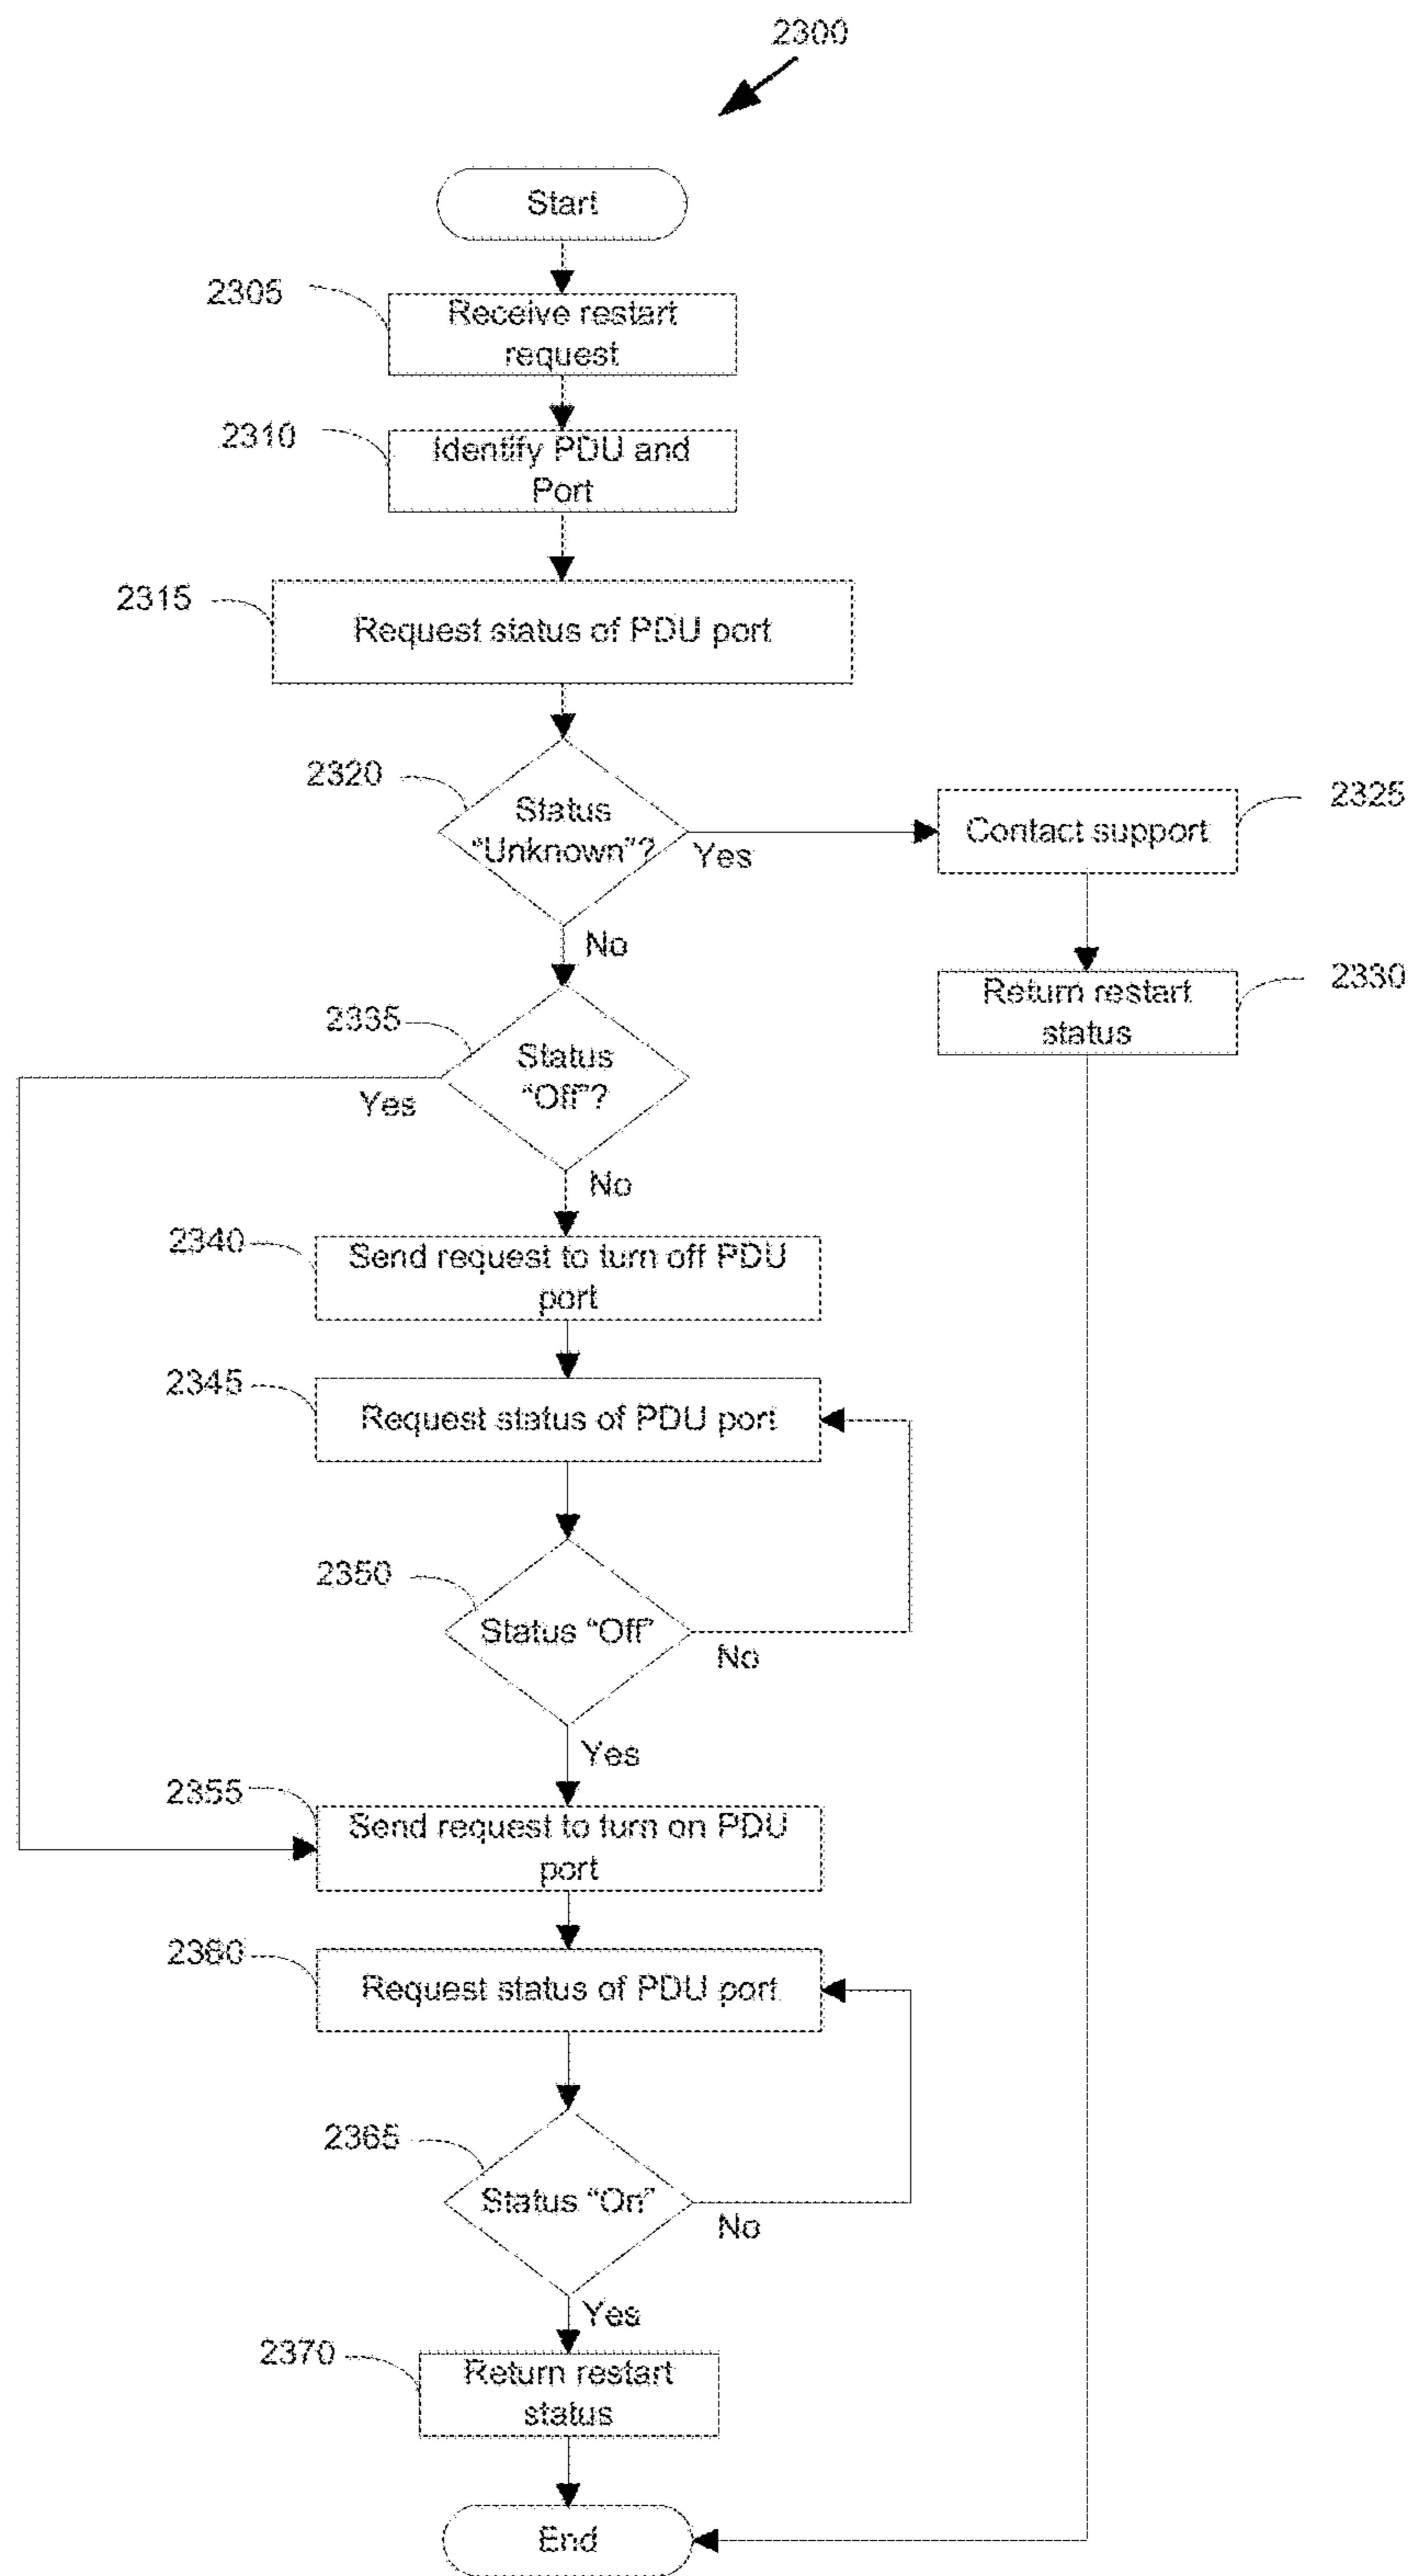 2300
Start
2305
Receive restart
request
2310
Identify PDU and
Port
2315
Request status of PDU port
2320
Status
“Unknown”?
Yes
Contact support
2325
No
Return restart
status
2330
2335
Status
“Off”?
Yes
No
2340
Send request to turn off PDU
port
2345
Request status of PDU port
2350
Status “Off”
No
Yes
2355
Send request to turn on PDU
port
2360
Request status of PDU port
2365
Status “On”
No
Yes
2370
Return restart
status
End